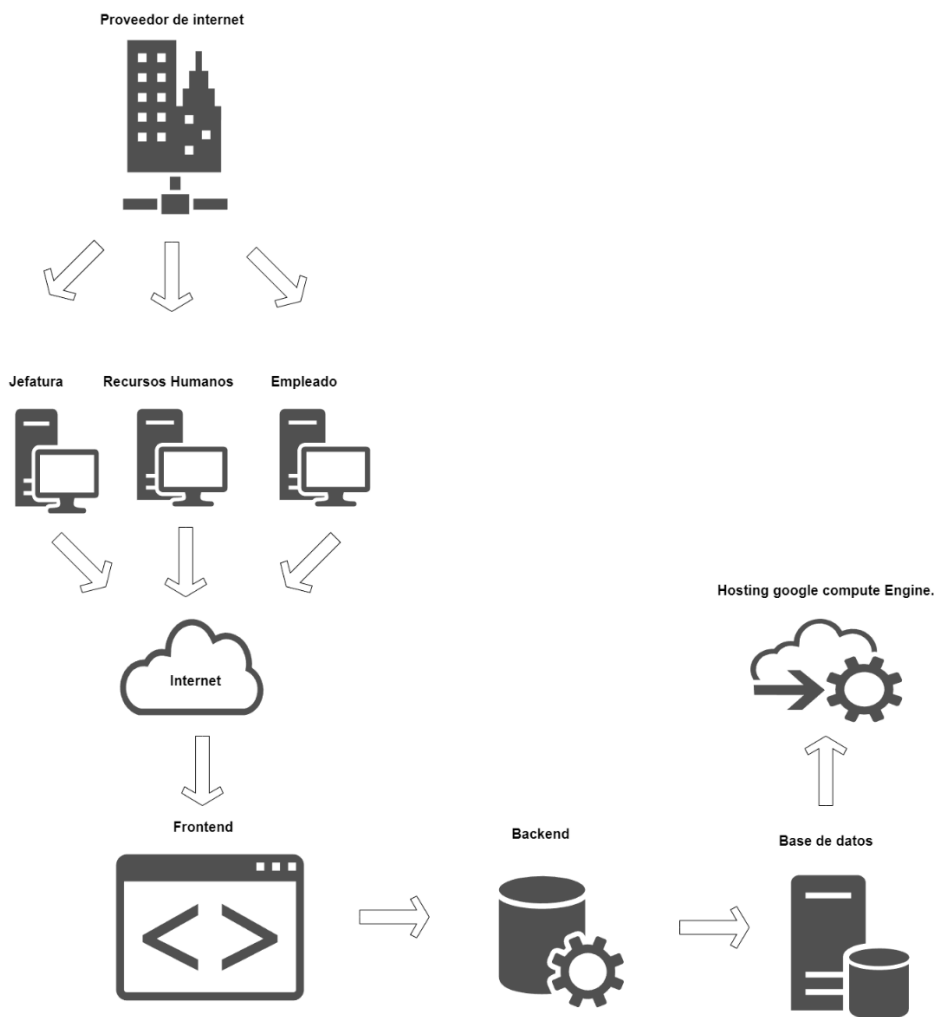 Proveedor de internet
Jefatura
Recursos Humanos
Empleado
Hosting google compute Engine.
Internet
Frontend
Backend
Base de datos